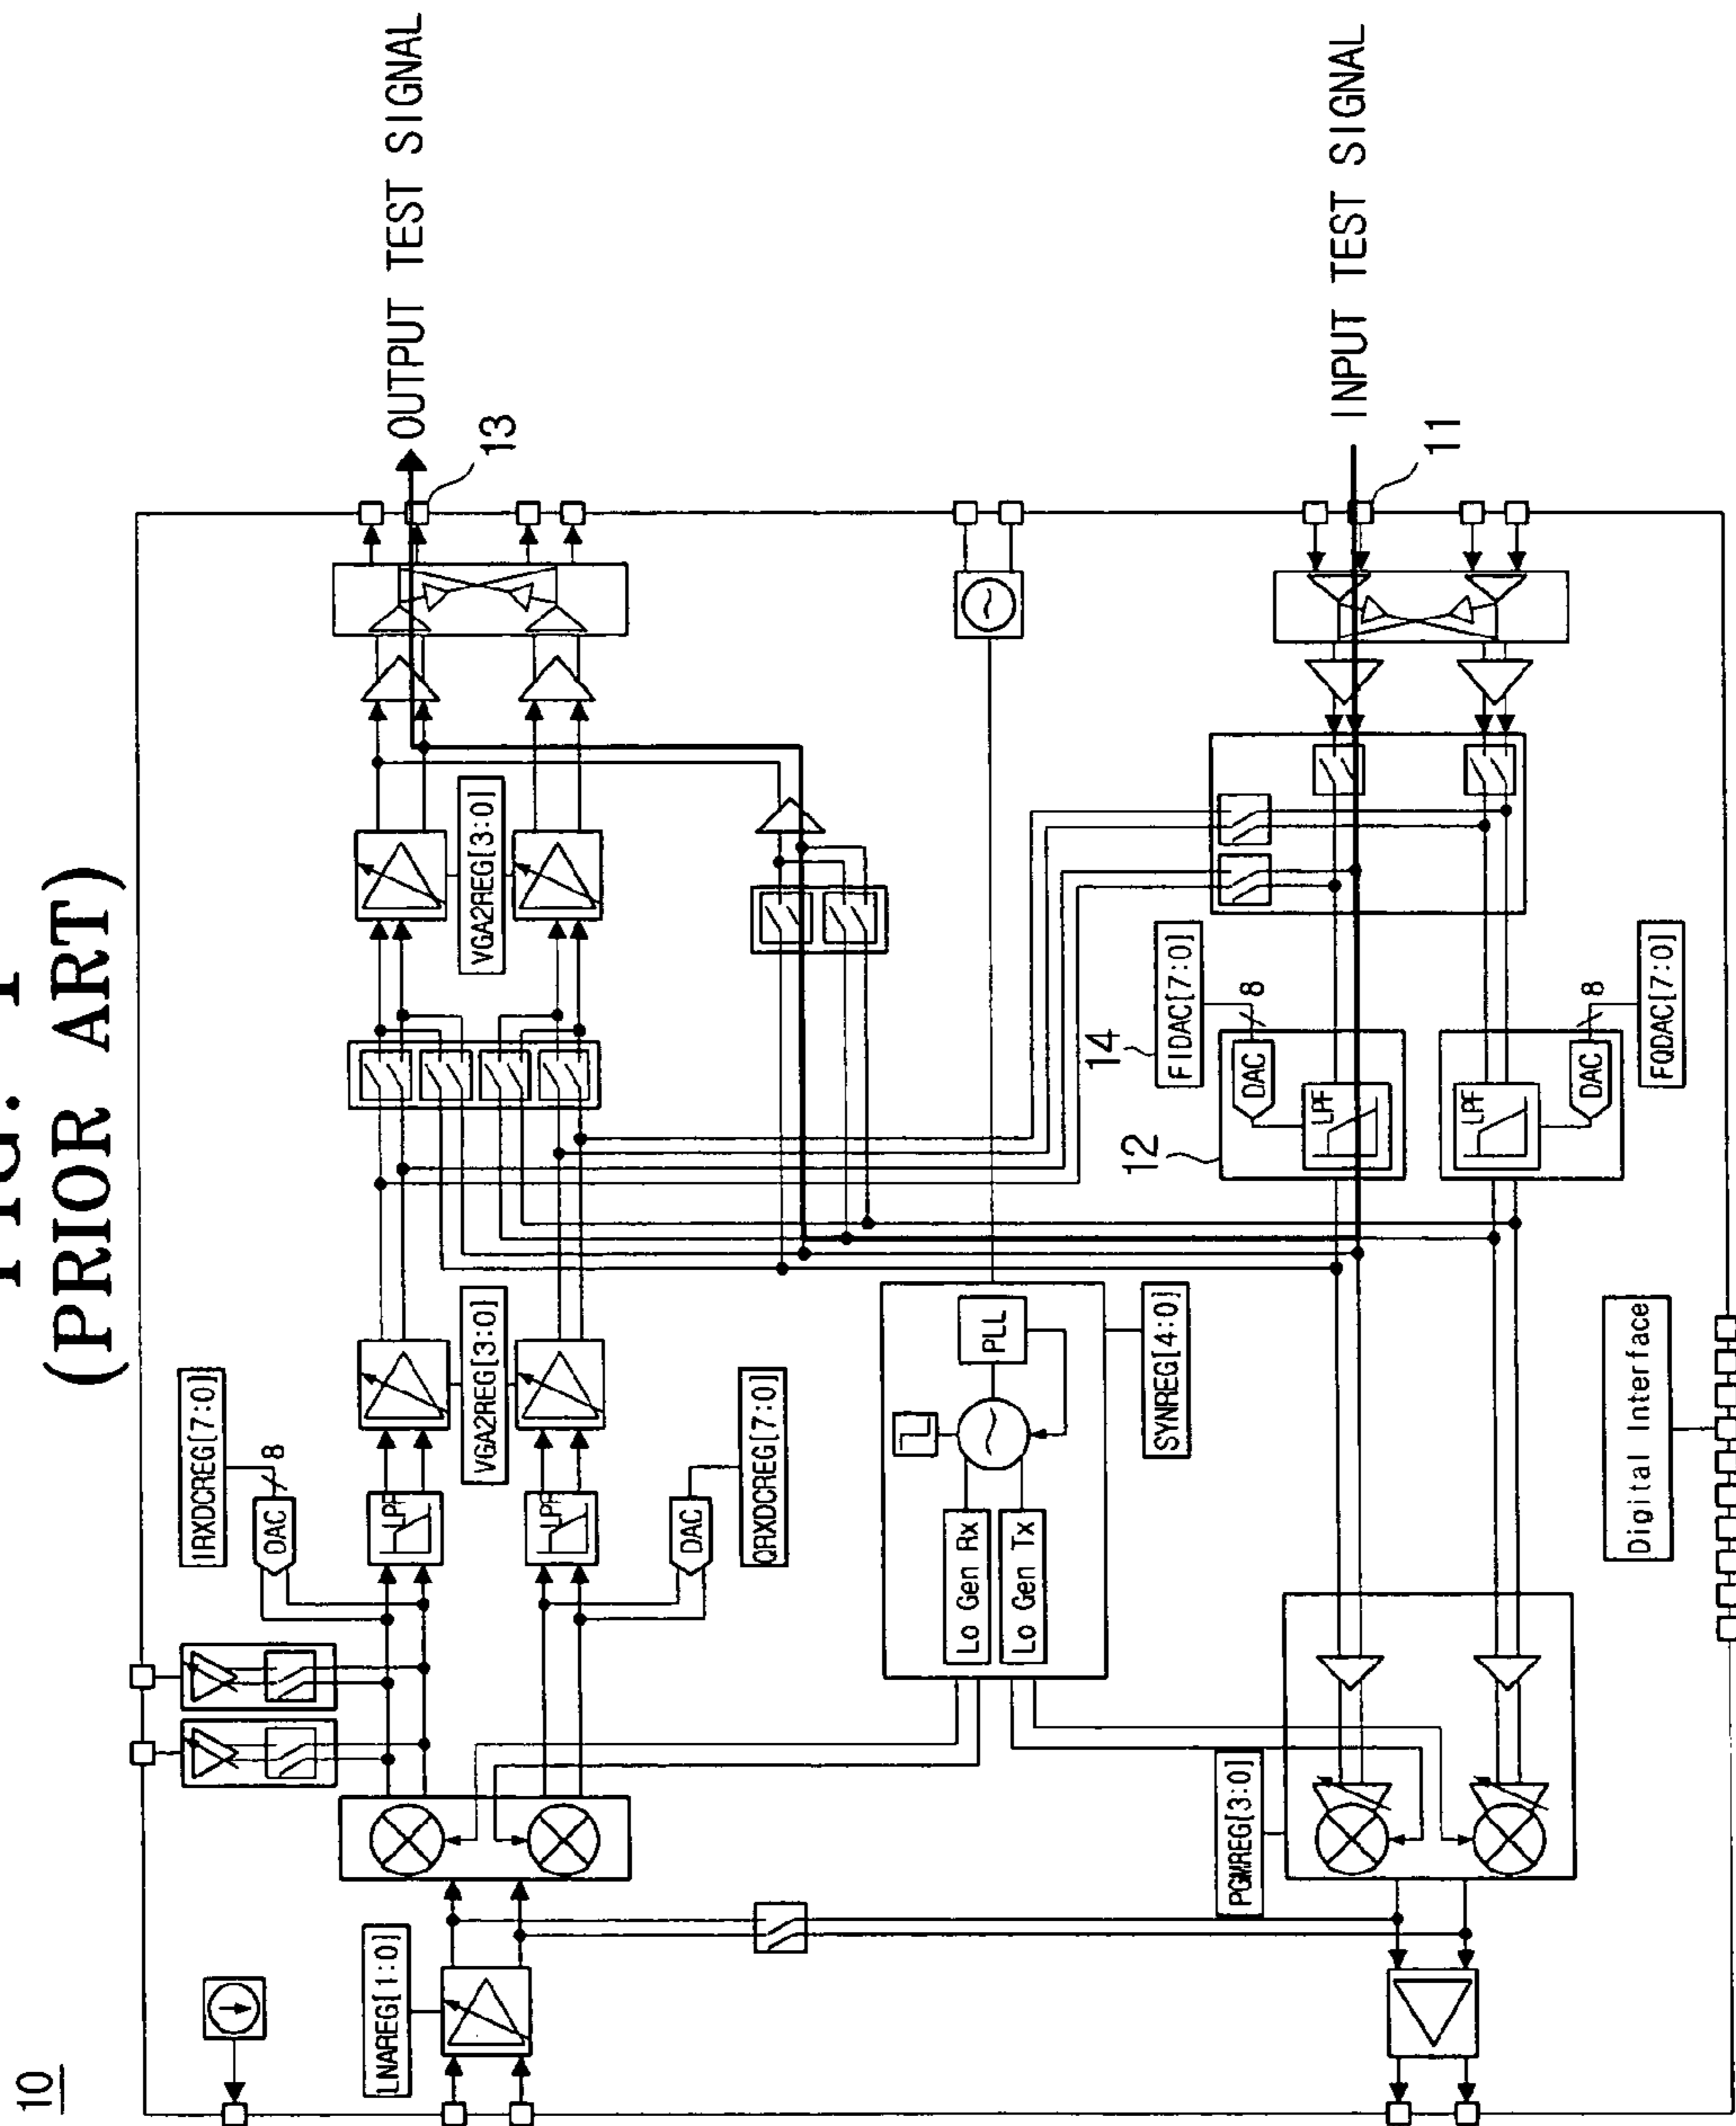 (PRIOR ART)
10
OUTPUT TEST SIGNAL
13
IRXDCREG[7:0]
8
DAC
LPF
VGA2REG[3:0]
VGA2REG[3:0]
LPF
DAC
QRXDCREG[7:0]
LNAREG[1:0]
PLL
Lo Gen Rx
Lo Gen Tx
SYNREG[4:0]
14
FIDAC[7:0]
8
DAC
12
LPF
INPUT TEST SIGNAL
11
LPF
DAC
8
FQDAC[7:0]
PGMREG[3:0]
Digital Interface